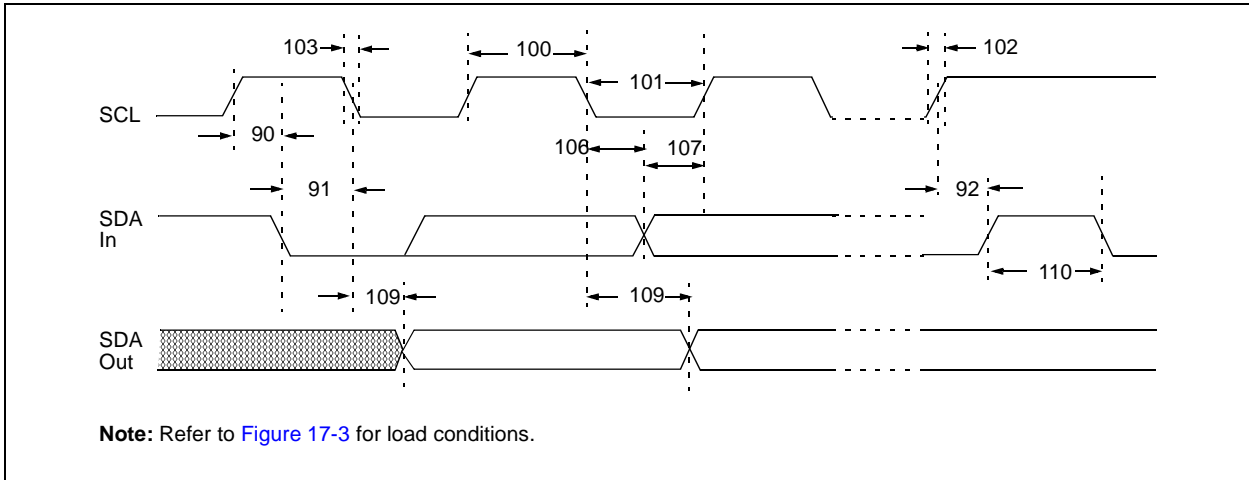 103
100
102
101
SCL
90
106
107
91
92
SDA
In
110
109
109
SDA
Out
Note: Refer to Figure 17-3 for load conditions.